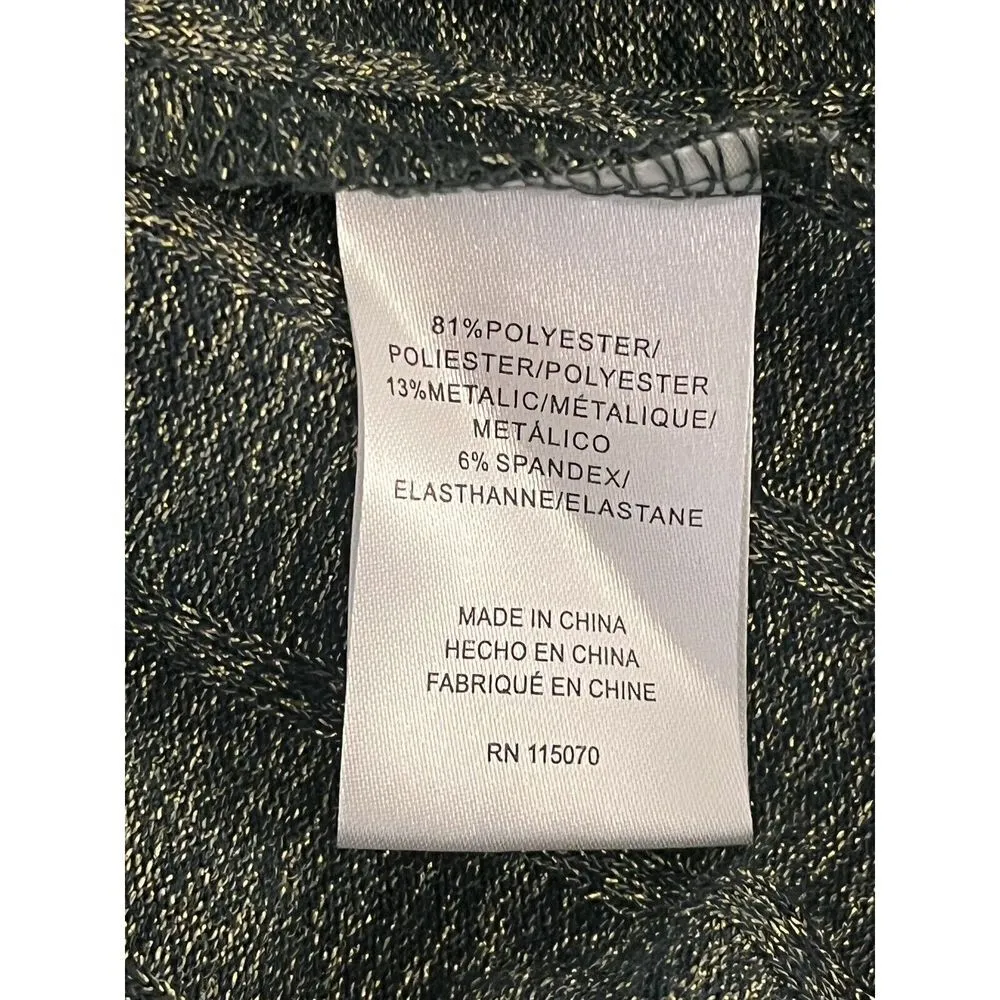 81%POLYESTER/
POLIESTER/POLYESTER
13%METALIC/MÉTALIQUE/
METÁLICO
6% SPANDEX/
ELASTHANNE/ELASTANE
MADE IN CHINA
HECHO EN CHINA
FABRIQUÉ EN CHINE
RN 115070